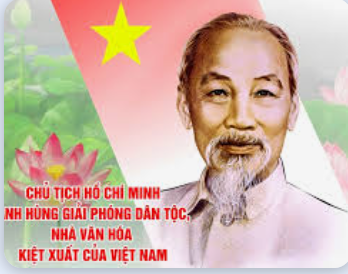 CHỦ TỊCH HỒ CHÍ MINH
NH HÙNG GIẢI PHÓNG DÂN TỘC,
NHÀ VĂN HÓA
KIỆT XUẤT CỦA VIỆT NAM